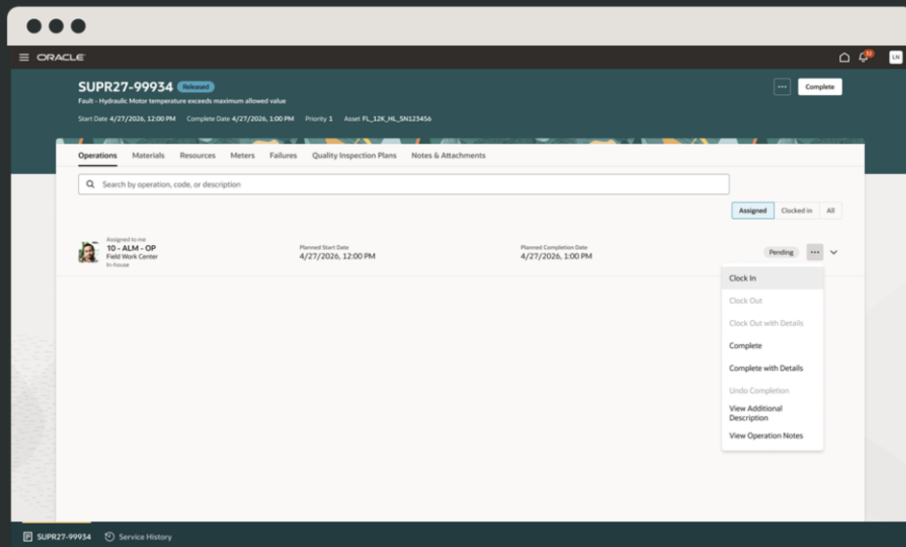 ORACLE
32
LN
SUPR27-99934 Released
Fault - Hydraulic Motor temperature exceeds maximum allowed value
Start Date 4/27/2026, 12:00 PM Complete Date 4/27/2026, 1:00 PM Priority 1 Asset FL_12K_HL_SN123456
... Complete
Operations Materials Resources Meters Failures Quality Inspection Plans Notes & Attachments
Search by operation, code, or description
Assigned Clocked in All
Assigned to me
10 - ALM - OP
Field Work Center
In-house
Planned Start Date
4/27/2026, 12:00 PM
Planned Completion Date
4/27/2026, 1:00 PM
Pending ...
Clock In
Clock Out
Clock Out with Details
Complete
Complete with Details
Undo Completion
View Additional
Description
View Operation Notes
SUPR27-99934 Service History